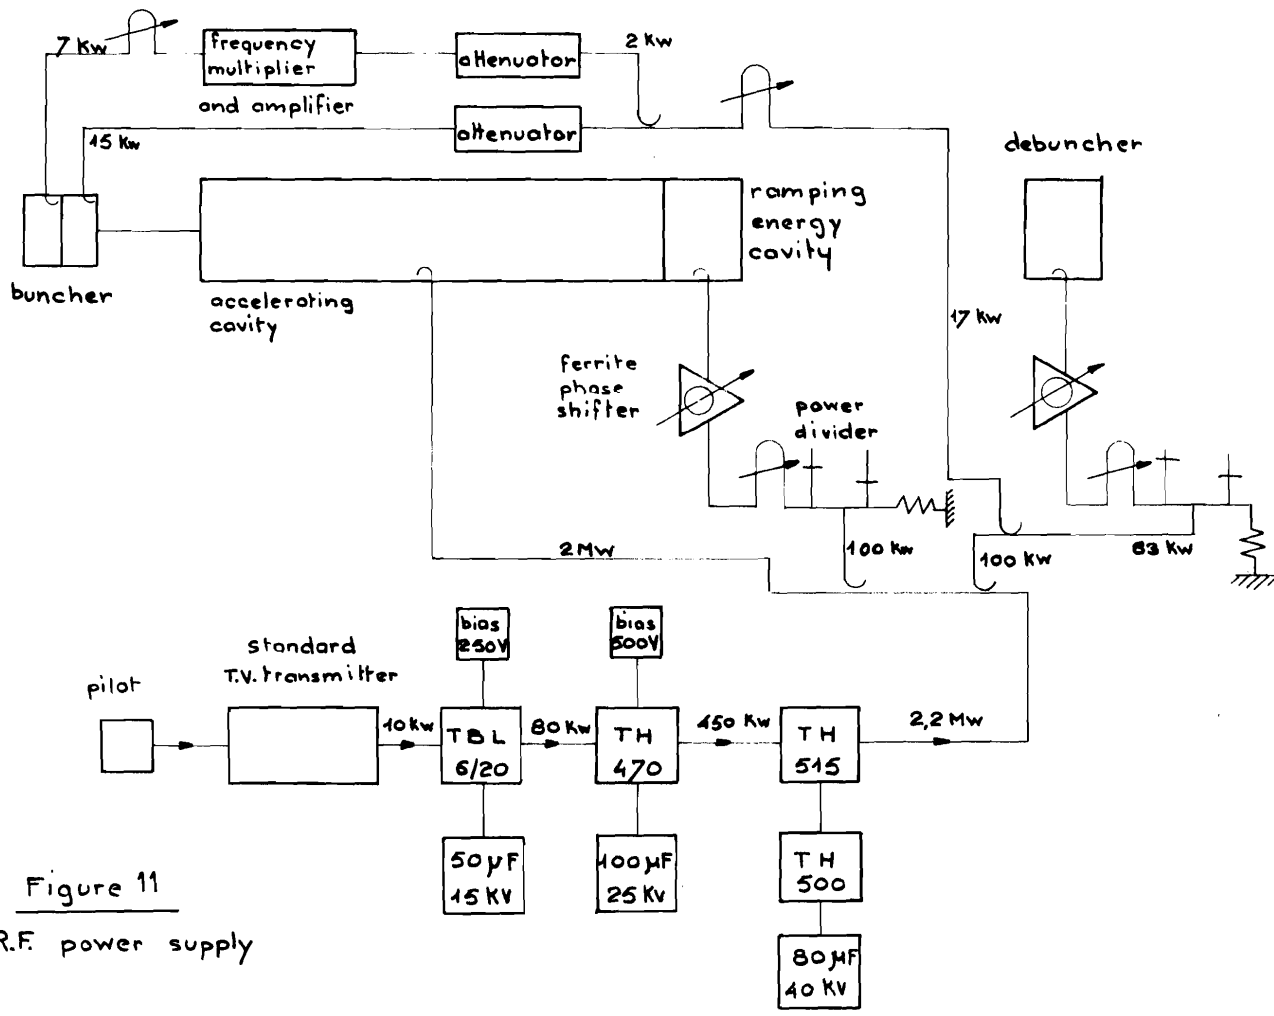 7 Kw
frequency
multiplier
and amplifier
attenuator
2 Kw
15 Kw
attenuator
debuncher
ramping
energy
cavity
buncher
accelerating
cavity
17 Kw
ferrite
phase
shifter
power
divider
2 Mw
100 Kw
100 Kw
83 Kw
bias
250V
bias
500V
standard
T.V. transmitter
pilot
10 Kw
TBL
6/20
80 Kw
TH
470
450 Kw
TH
515
2,2 Mw
50 µF
15 KV
100 µF
25 KV
TH
500
80 µF
40 KV
Figure 11
R.F. power supply